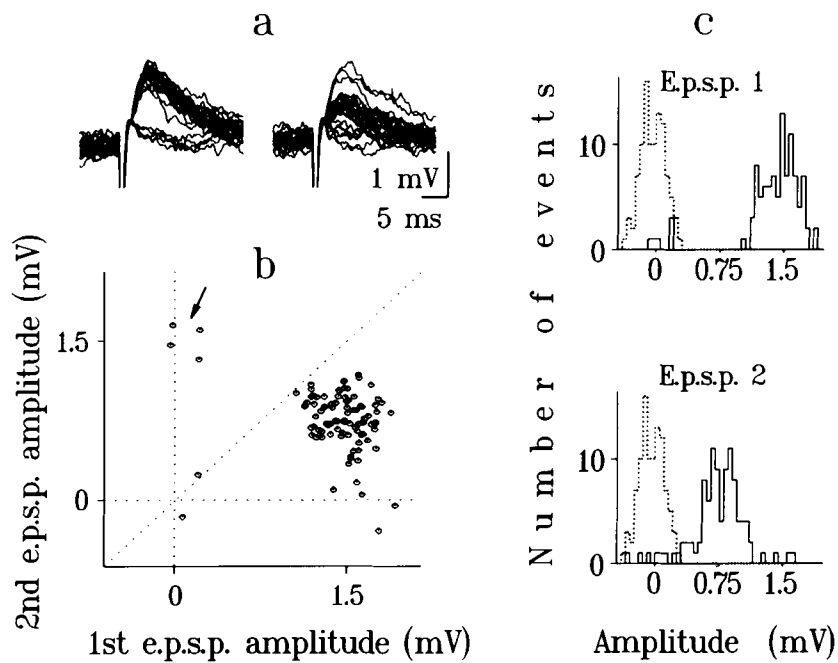 a
1 mV
5 ms
b
2nd e.p.s.p. amplitude (mV)
1.5
0
0
1.5
1st e.p.s.p. amplitude (mV)
c
Number of events
E.p.s.p. 1
10
0
0
0.75
1.5
E.p.s.p. 2
10
0
0
0.75
1.5
Amplitude (mV)